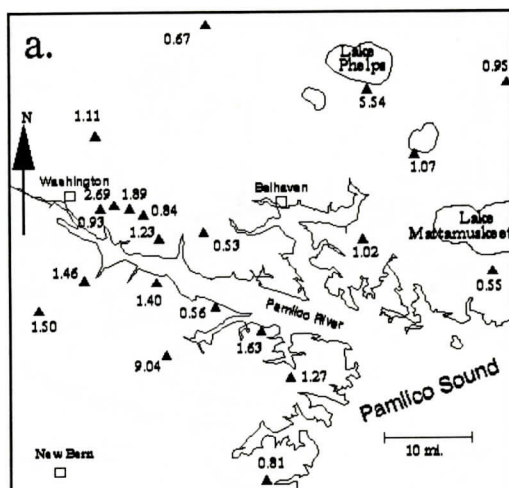 a.
0.67
Lake
Phelps
0.95
5.54
N
1.11
1.07
Washington
Belhaven
2.69
1.89
0.84
0.93
1.23
0.53
1.02
Lake
Mattamuskeet
0.55
1.46
1.40
0.56
Pamlico River
1.50
1.63
9.04
1.27
Pamlico Sound
10 mi.
New Bern
0.81